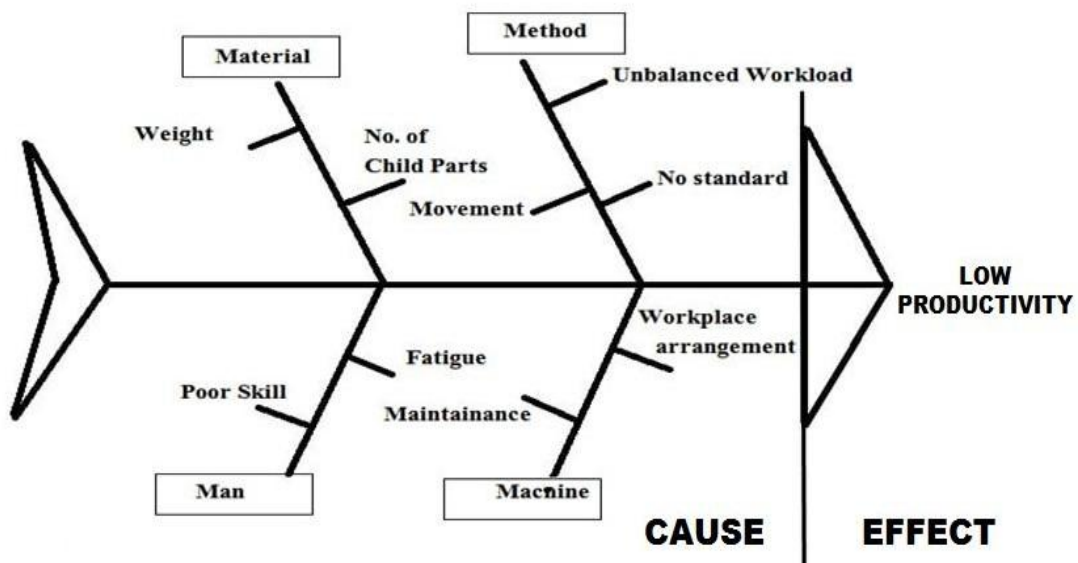 Material
Method
Weight
No. of
Child Parts
Unbalanced Workload
Movement
No standard
LOW
PRODUCTIVITY
Workplace
arrangement
Fatigue
Poor Skill
Maintainance
Man
Machine
CAUSE
EFFECT